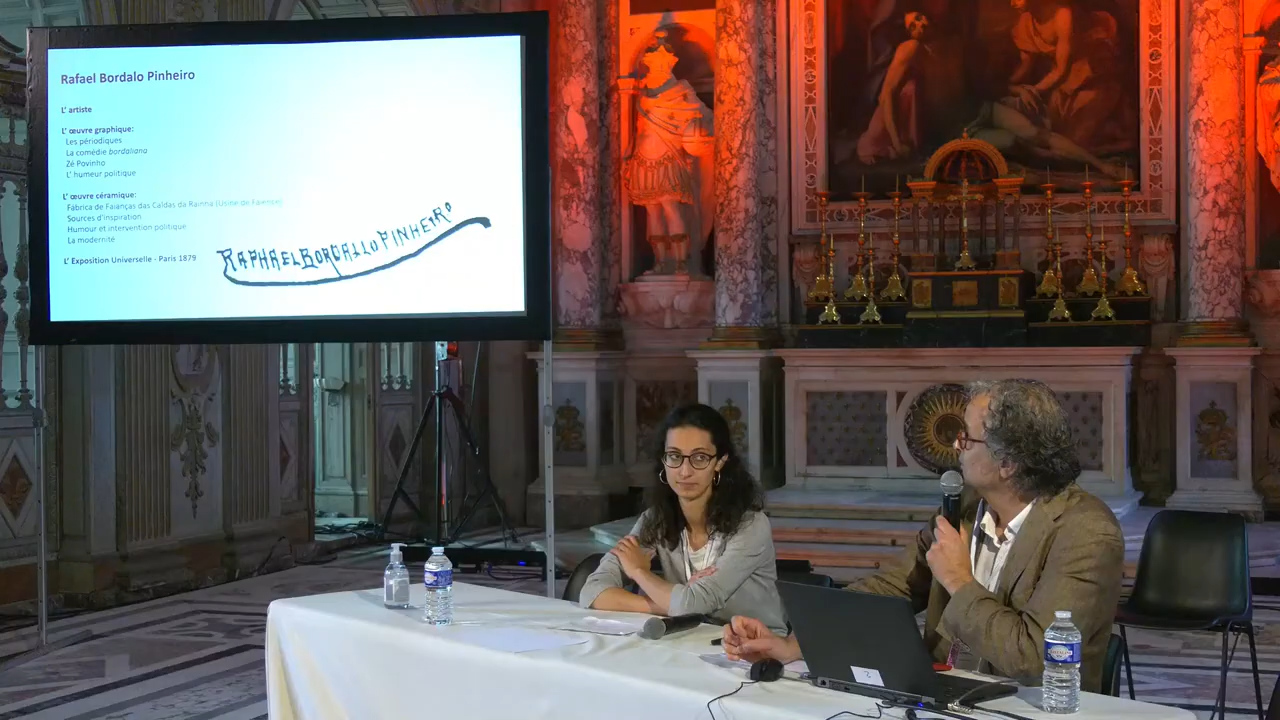 Rafael Bordalo Pinheiro
L' artiste
L' œuvre graphique:
Les périodiques
La comédie bordaliana
Zé Povinho
L' humeur politique
L' œuvre céramique:
Fábrica de Faianças das Caldas da Rainha (Usine de Faïence)
Sources d'inspiration
Humour et intervention politique
La modernité
L' Exposition Universelle - Paris 1879
RAPHAEL BORDALLO PINHEIRO